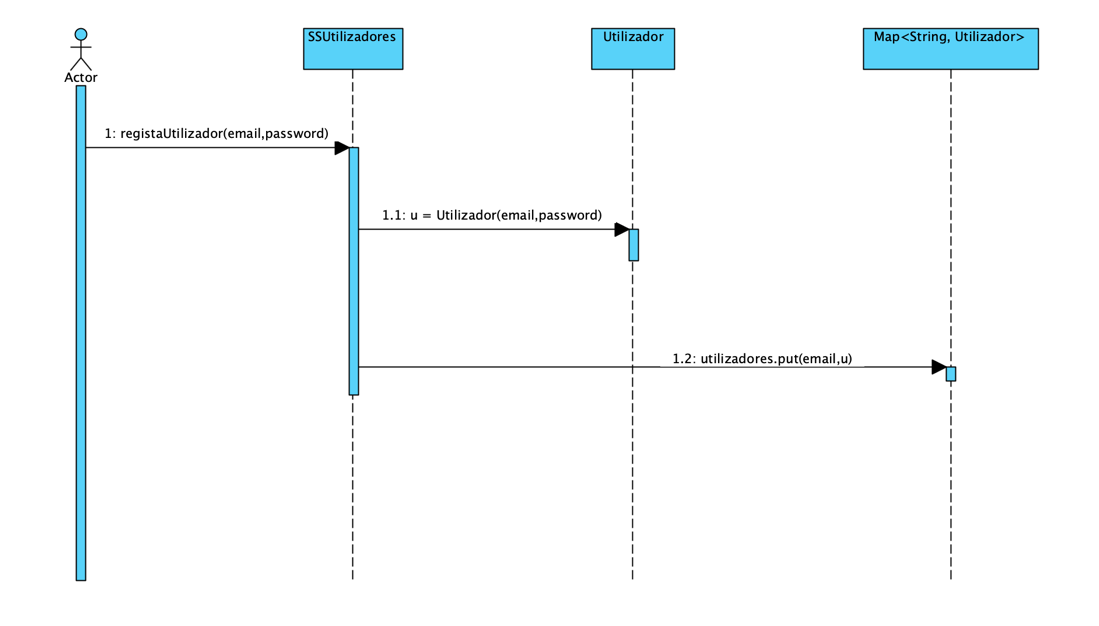 SSUtilizadores
Utilizador
Map<String, Utilizador>
Actor
1: registaUtilizador(email,password)
1.1: u = Utilizador(email,password)
1.2: utilizadores.put(email,u)